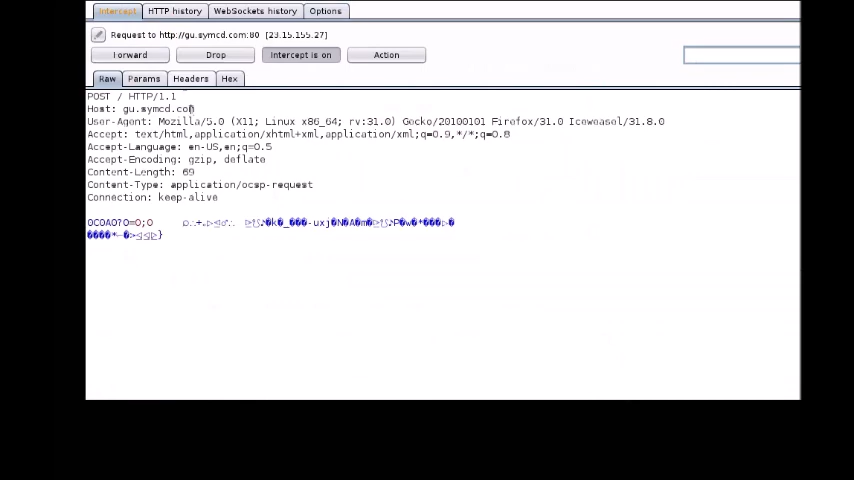 Intercept HTTP history WebSockets history Options
Request to http://gu.symcd.com:80 [23.15.155.27]
Forward Drop Intercept is on Action
Raw Params Headers Hex
POST / HTTP/1.1
Host: gu.symcd.com
User-Agent: Mozilla/5.0 (X11; Linux x86_64; rv:31.0) Gecko/20100101 Firefox/31.0 Iceweasel/31.8.0
Accept: text/html,application/xhtml+xml,application/xml;q=0.9,*/*;q=0.8
Accept-Language: en-US,en;q=0.5
Accept-Encoding: gzip, deflate
Content-Length: 69
Content-Type: application/ocsp-request
Connection: keep-alive
0C0A0?0=0;0